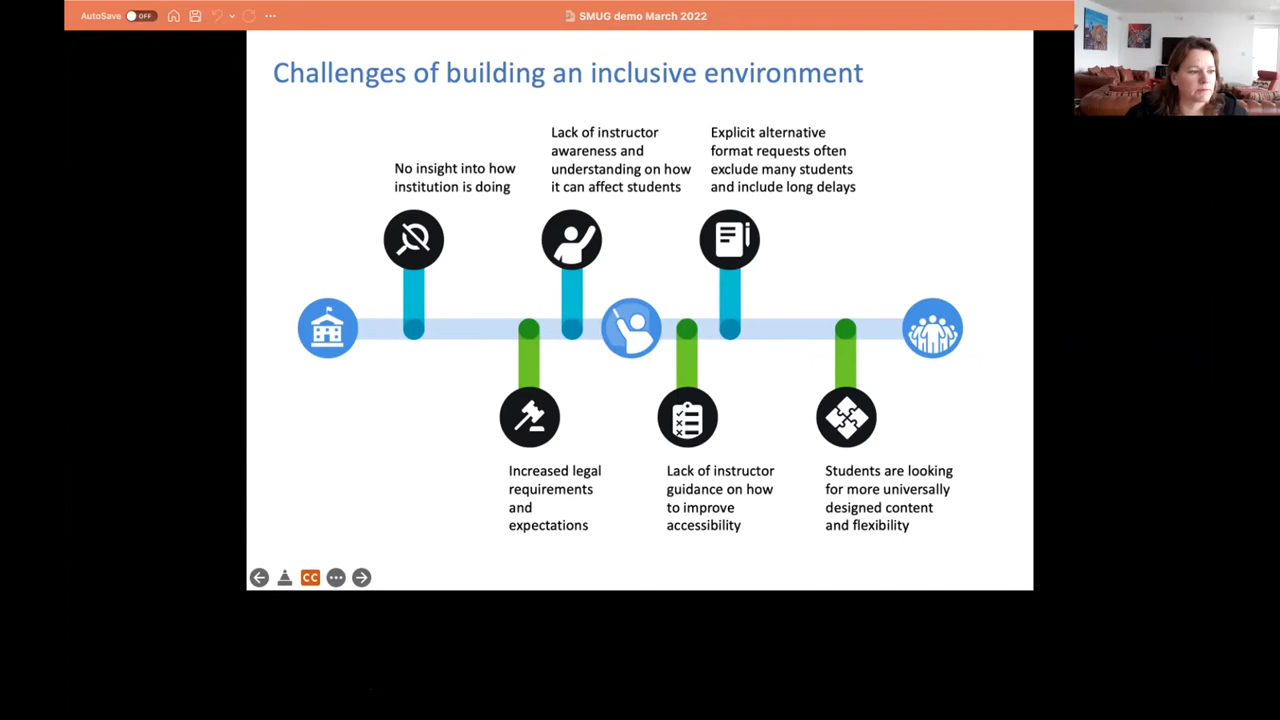 AutoSave OFF
SMUG demo March 2022
Challenges of building an inclusive environment
No insight into how
institution is doing
Lack of instructor
awareness and
understanding on how
it can affect students
Explicit alternative
format requests often
exclude many students
and include long delays
Increased legal
requirements
and
expectations
Lack of instructor
guidance on how
to improve
accessibility
Students are looking
for more universally
designed content
and flexibility
CC